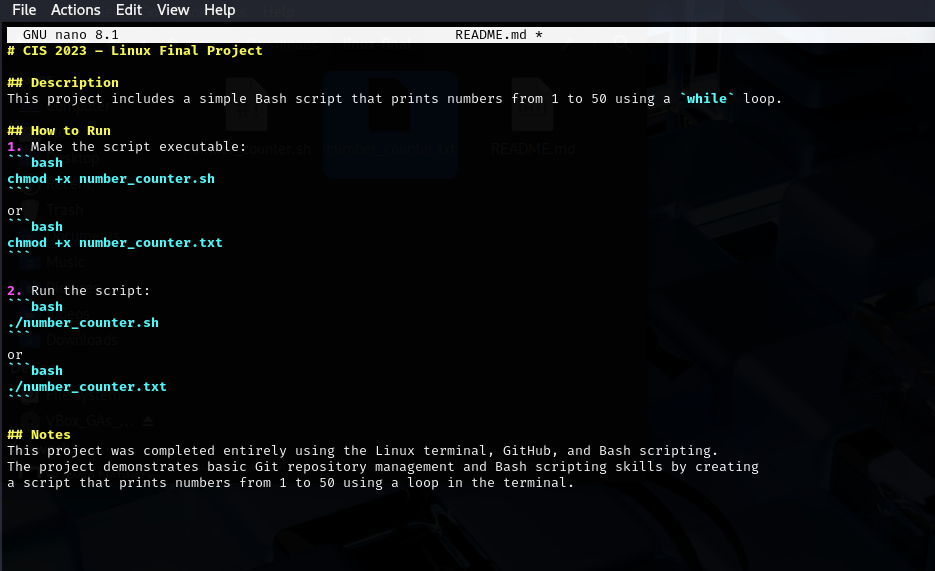 File Actions Edit View Help
GNU nano 8.1 README.md *
# CIS 2023 – Linux Final Project
## Description
This project includes a simple Bash script that prints numbers from 1 to 50 using a `while` loop.
## How to Run
1. Make the script executable:
```bash
chmod +x number_counter.sh
```
or
```bash
chmod +x number_counter.txt
```
2. Run the script:
```bash
./number_counter.sh
```
or
```bash
./number_counter.txt
```
## Notes
This project was completed entirely using the Linux terminal, GitHub, and Bash scripting.
The project demonstrates basic Git repository management and Bash scripting skills by creating
a script that prints numbers from 1 to 50 using a loop in the terminal.
README.md
Trash
Music
Downloads